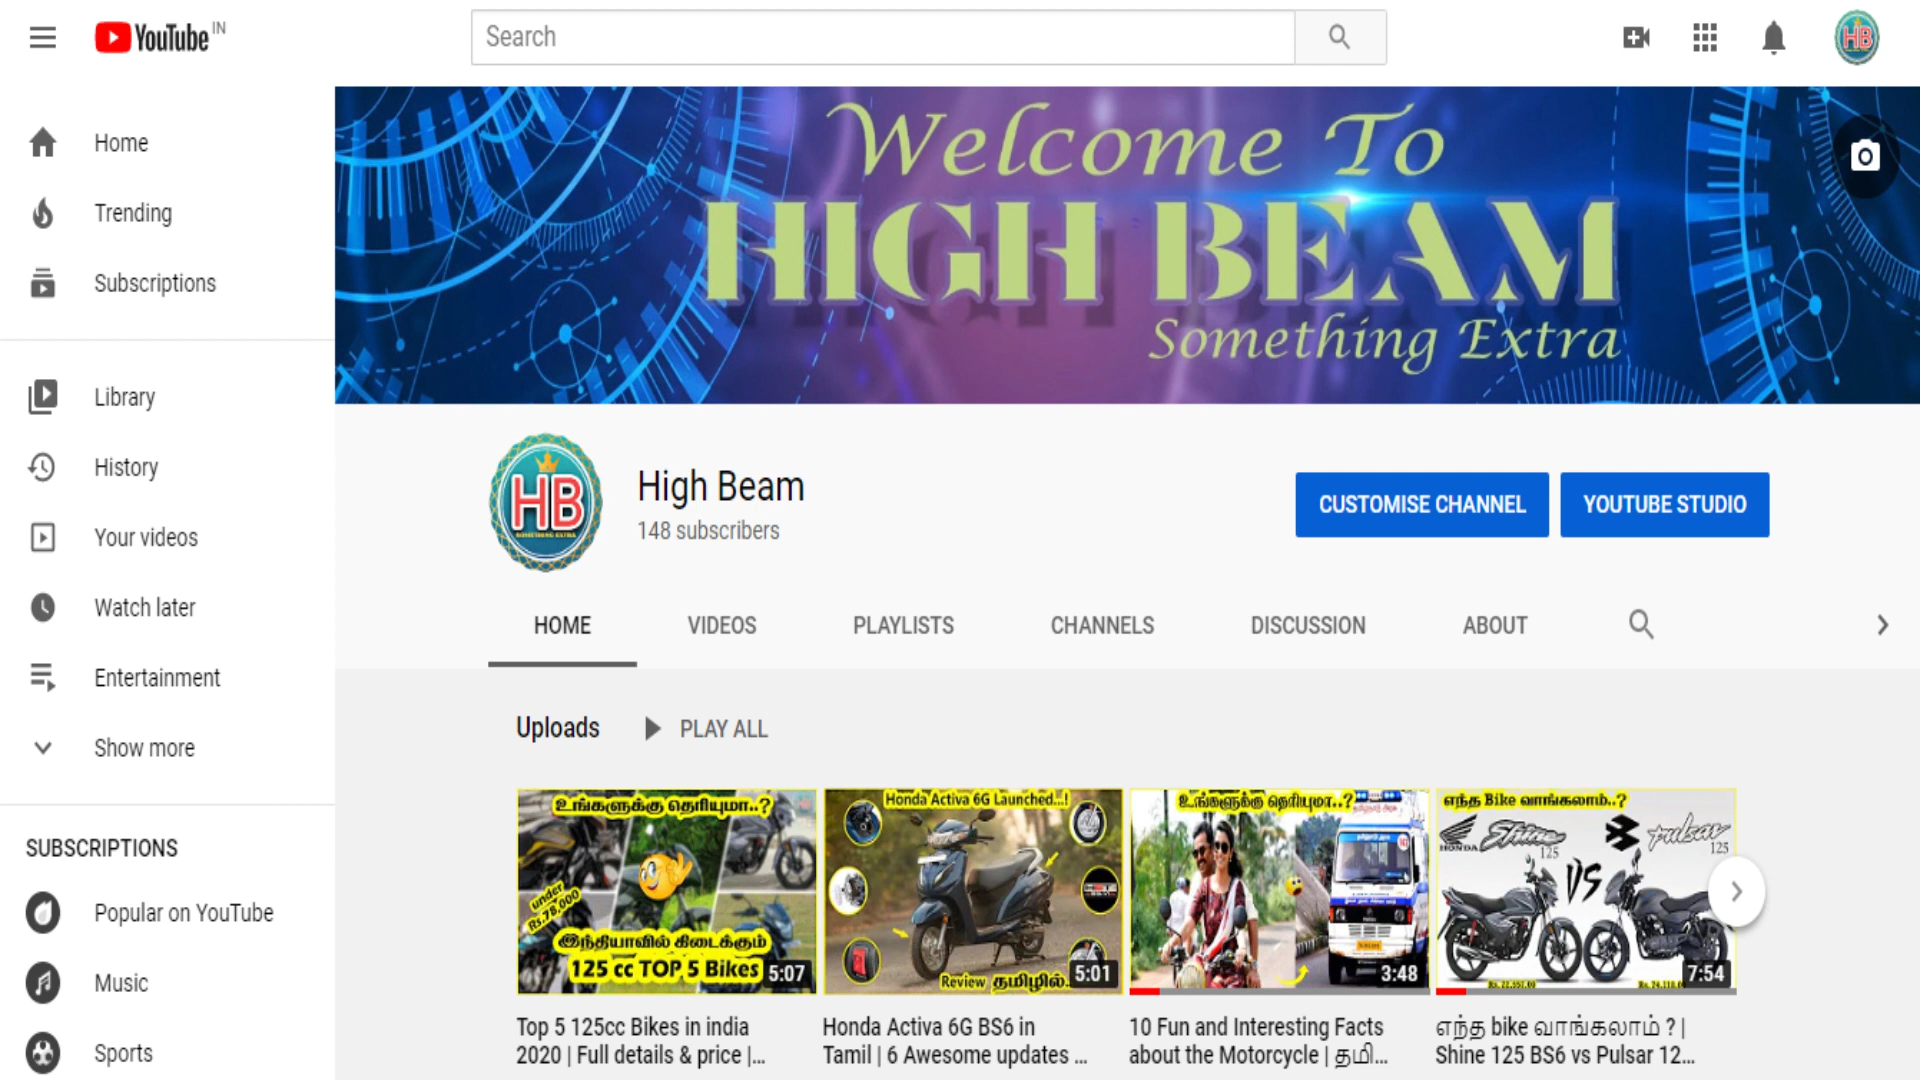 YouTube IN
Search
HB
Home
Trending
Subscriptions
Library
History
Your videos
Watch later
Entertainment
Show more
SUBSCRIPTIONS
Popular on YouTube
Music
Sports
Welcome To
HIGH BEAM
Something Extra
HB
SOMETHING EXTRA
High Beam
148 subscribers
CUSTOMISE CHANNEL
YOUTUBE STUDIO
HOME
VIDEOS
PLAYLISTS
CHANNELS
DISCUSSION
ABOUT
Uploads
PLAY ALL
உங்களுக்கு தெரியுமா..?
under
Rs.78,000
இந்தியாவில் கிடைக்கும்
125 cc TOP 5 Bikes
5:07
Top 5 125cc Bikes in india
2020 | Full details & price |...
Honda Activa 6G Launched...!
Review தமிழில்..
5:01
Honda Activa 6G BS6 in
Tamil | 6 Awesome updates ...
உங்களுக்கு தெரியுமா..?
3:48
10 Fun and Interesting Facts
about the Motorcycle | தமி...
எந்த Bike வாங்கலாம்..?
HONDA
Shine
125
VS
pulsar
125
7:54
எந்த bike வாங்கலாம் ? |
Shine 125 BS6 vs Pulsar 12...